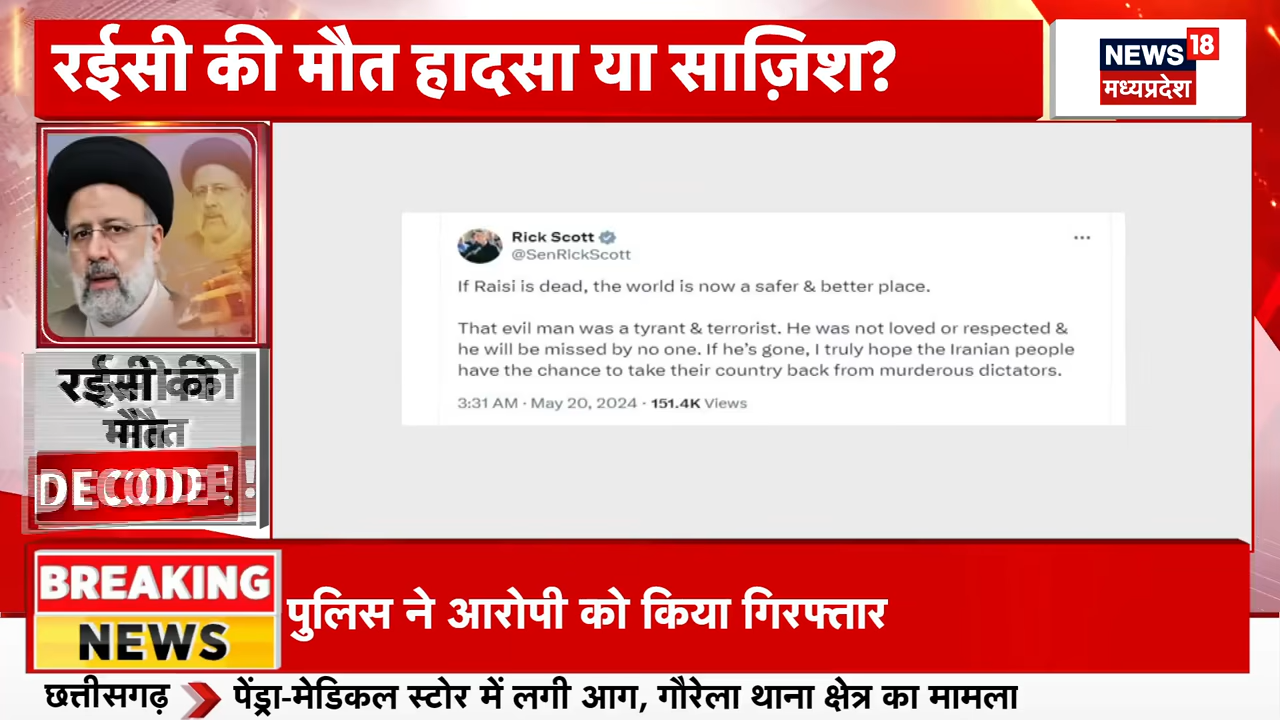 रईसी की मौत हादसा या साज़िश?
NEWS 18
मध्यप्रदेश
Rick Scott
@SenRickScott
If Raisi is dead, the world is now a safer & better place.
That evil man was a tyrant & terrorist. He was not loved or respected &
he will be missed by no one. If he's gone, I truly hope the Iranian people
have the chance to take their country back from murderous dictators.
3:31 AM · May 20, 2024 · 151.4K Views
रईसी की
मौत
DECODE!
BREAKING
NEWS
पुलिस ने आरोपी को किया गिरफ्तार
छत्तीसगढ़ पेंड्रा-मेडिकल स्टोर में लगी आग, गौरेला थाना क्षेत्र का मामला